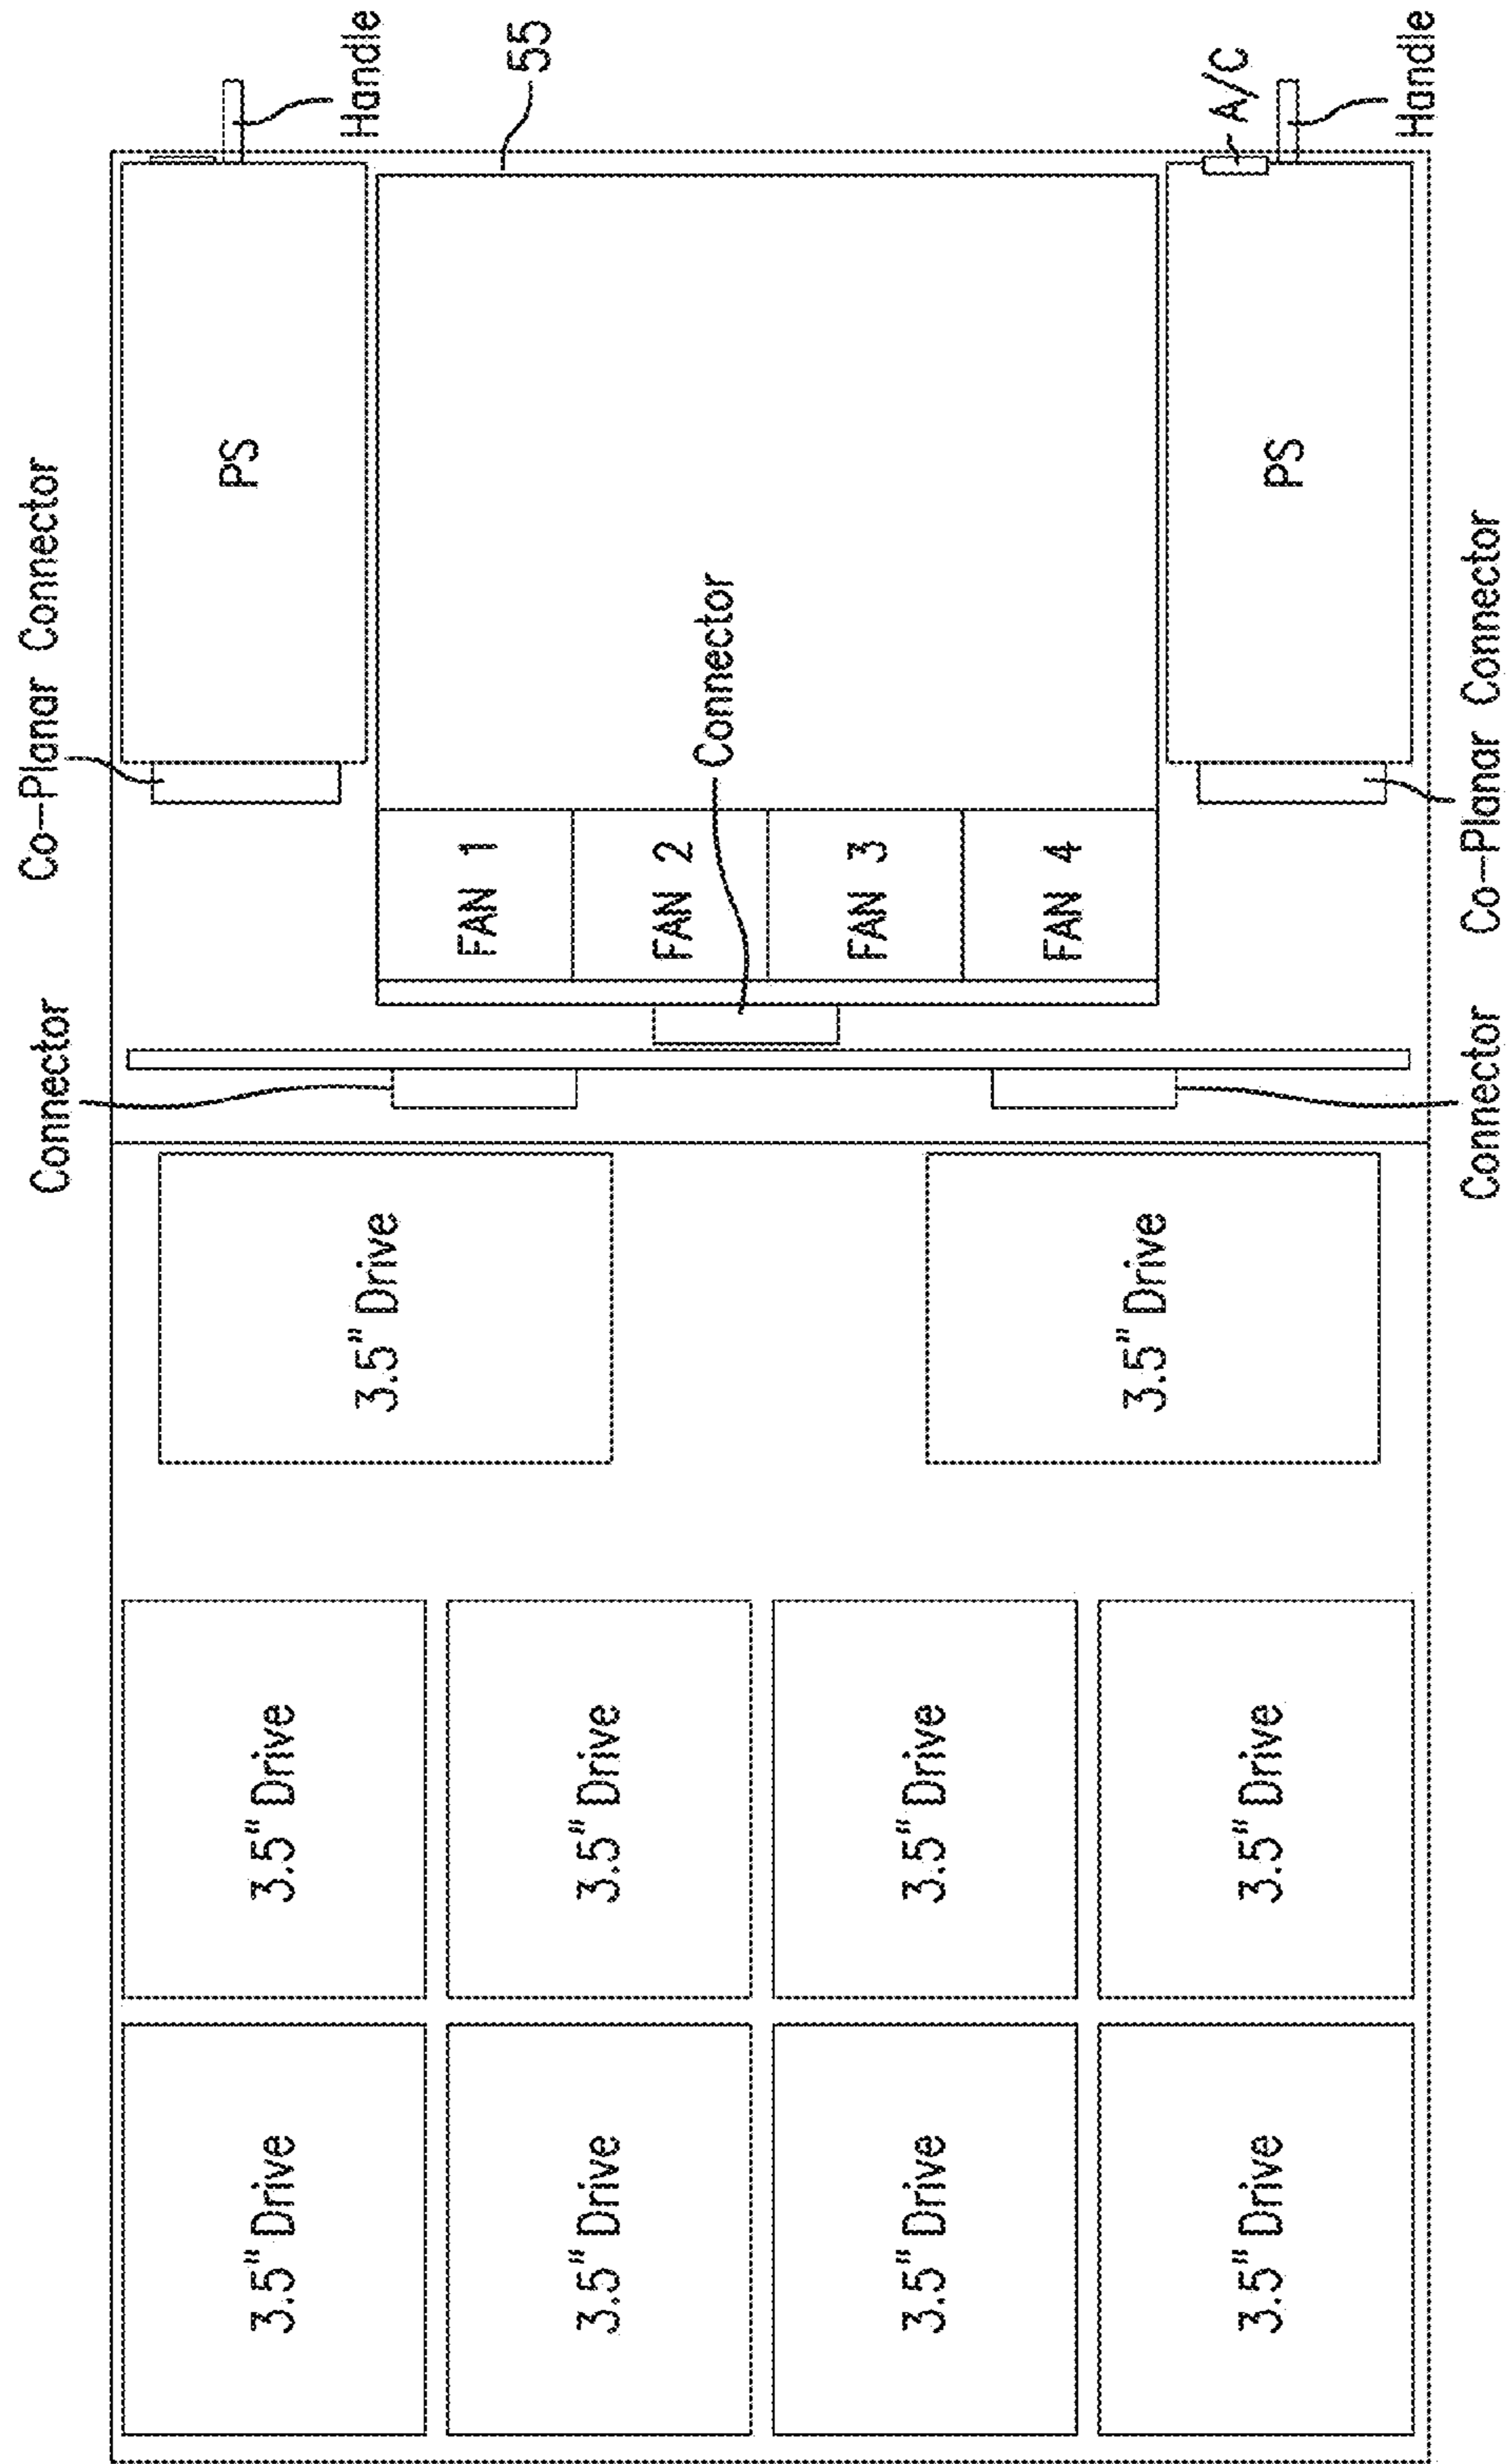 Connector
Co-Planar Connector
3.5" Drive
3.5" Drive
3.5" Drive
PS
Handle
FAN 1
55
3.5" Drive
3.5" Drive
FAN 2
Connector
3.5" Drive
3.5" Drive
FAN 3
FAN 4
3.5" Drive
A/C
3.5" Drive
3.5" Drive
PS
Handle
Connector
Co-Planar Connector